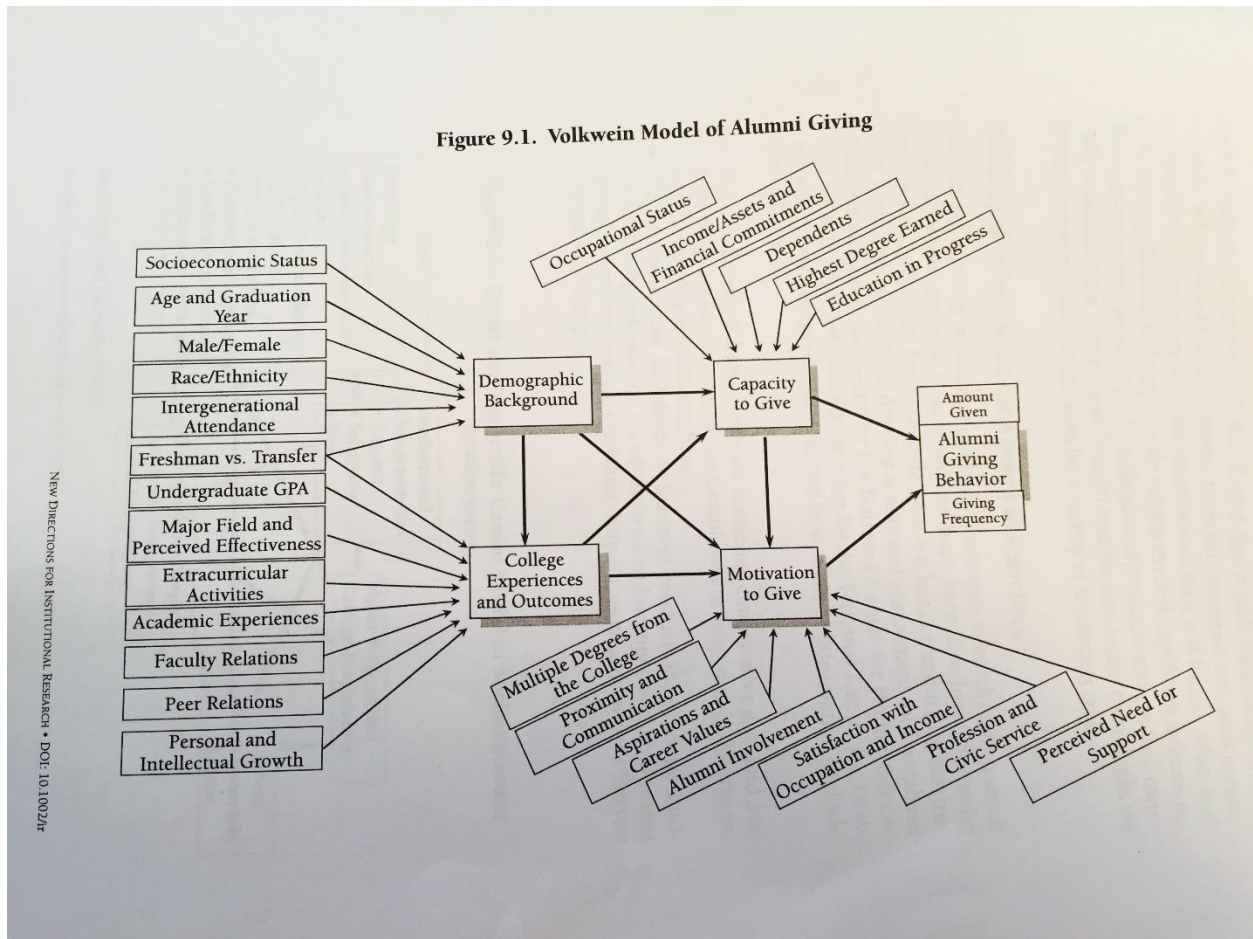 Figure 9.1. Volkwein Model of Alumni Giving
Occupational Status
Income/Assets and
Financial Commitments
Dependents
Highest Degree Earned
Education in Progress
Socioeconomic Status
Age and Graduation
Year
Male/Female
Race/Ethnicity
Intergenerational
Attendance
Freshman vs. Transfer
Undergraduate GPA
Major Field and
Perceived Effectiveness
Extracurricular
Activities
Academic Experiences
Faculty Relations
Peer Relations
Personal and
Intellectual Growth
Demographic
Background
Capacity
to Give
College
Experiences
and Outcomes
Motivation
to Give
Amount
Given
Alumni
Giving
Behavior
Giving
Frequency
Multiple Degrees from
the College
Proximity and
Communication
Aspirations and
Career Values
Alumni Involvement
Satisfaction with
Occupation and Income
Profession and
Civic Service
Perceived Need for
Support
NEW DIRECTIONS FOR INSTITUTIONAL RESEARCH • DOI: 10.1002/ir